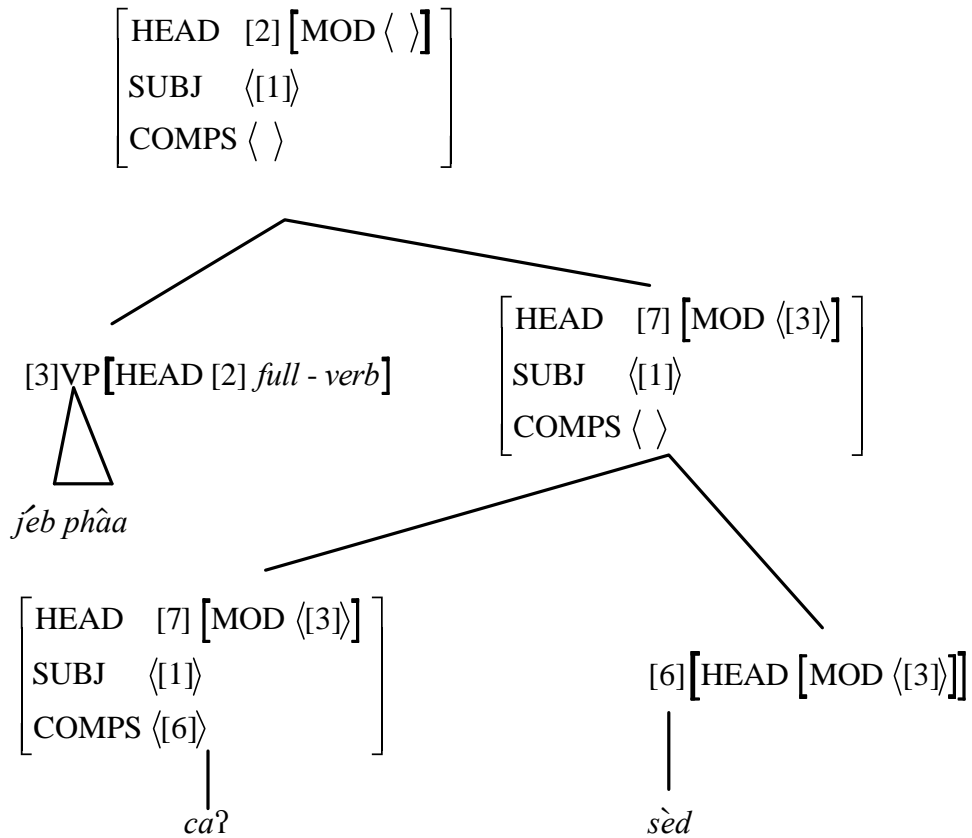 HEAD [2] [MOD ⟨ ⟩]
SUBJ ⟨[1]⟩
COMPS ⟨ ⟩
[3]VP[HEAD [2] full - verb]
HEAD [7] [MOD ⟨[3]⟩]
SUBJ ⟨[1]⟩
COMPS ⟨ ⟩
jéb phâa
HEAD [7] [MOD ⟨[3]⟩]
SUBJ ⟨[1]⟩
COMPS ⟨[6]⟩
[6][HEAD [MOD ⟨[3]⟩]]
caʔ
sèd